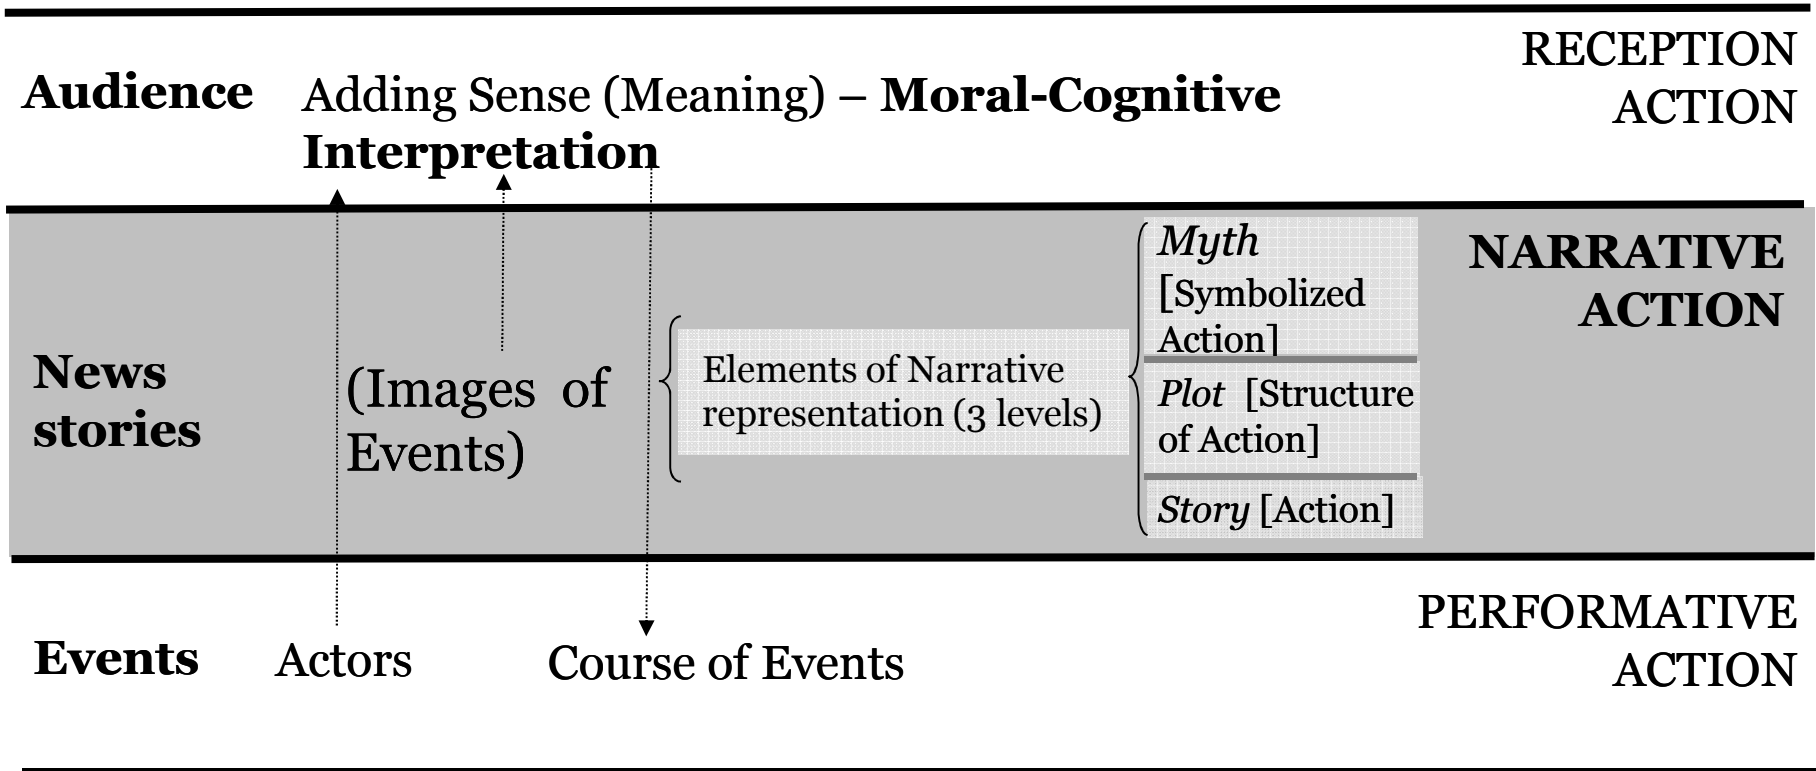 RECEPTION
ACTION
Audience
Adding Sense (Meaning) – Moral-Cognitive
Interpretation
NARRATIVE
ACTION
News
stories
(Images of
Events)
Elements of Narrative
representation (3 levels)
Myth
[Symbolized
Action]
Plot [Structure
of Action]
Story [Action]
PERFORMATIVE
ACTION
Events
Actors
Course of Events